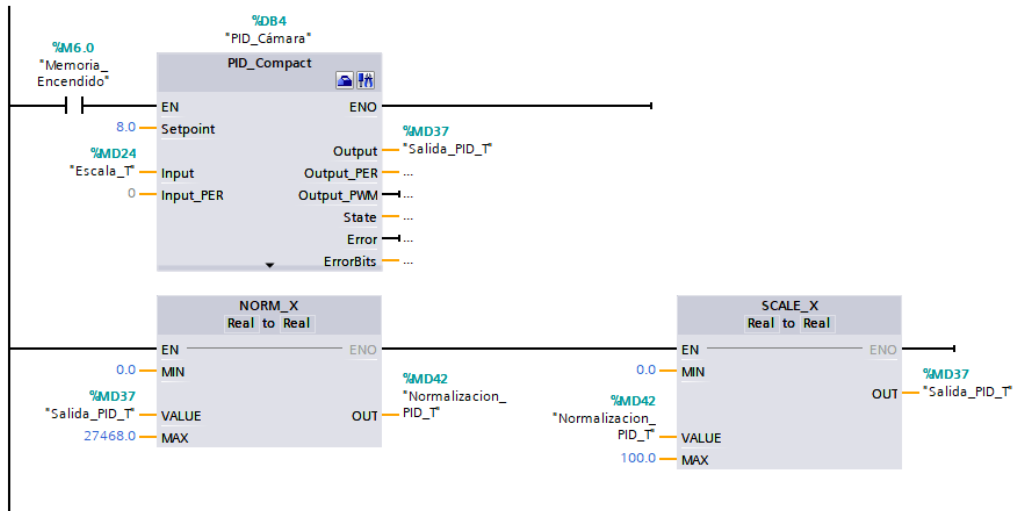 %DB4
"PID_Cámara"
%M6.0
"Memoria_
Encendido"
PID_Compact
EN
ENO
8.0
Setpoint
%MD37
"Salida_PID_T"
Output
%MD24
"Escala_T"
Input
Output_PER
...
0
Input_PER
Output_PWM
...
State
...
Error
...
ErrorBits
...
NORM_X
Real to Real
EN
ENO
0.0
MIN
%MD37
"Salida_PID_T"
VALUE
27468.0
MAX
%MD42
"Normalizacion_
PID_T"
OUT
SCALE_X
Real to Real
EN
ENO
0.0
MIN
%MD42
"Normalizacion_
PID_T"
VALUE
100.0
MAX
%MD37
OUT
"Salida_PID_T"